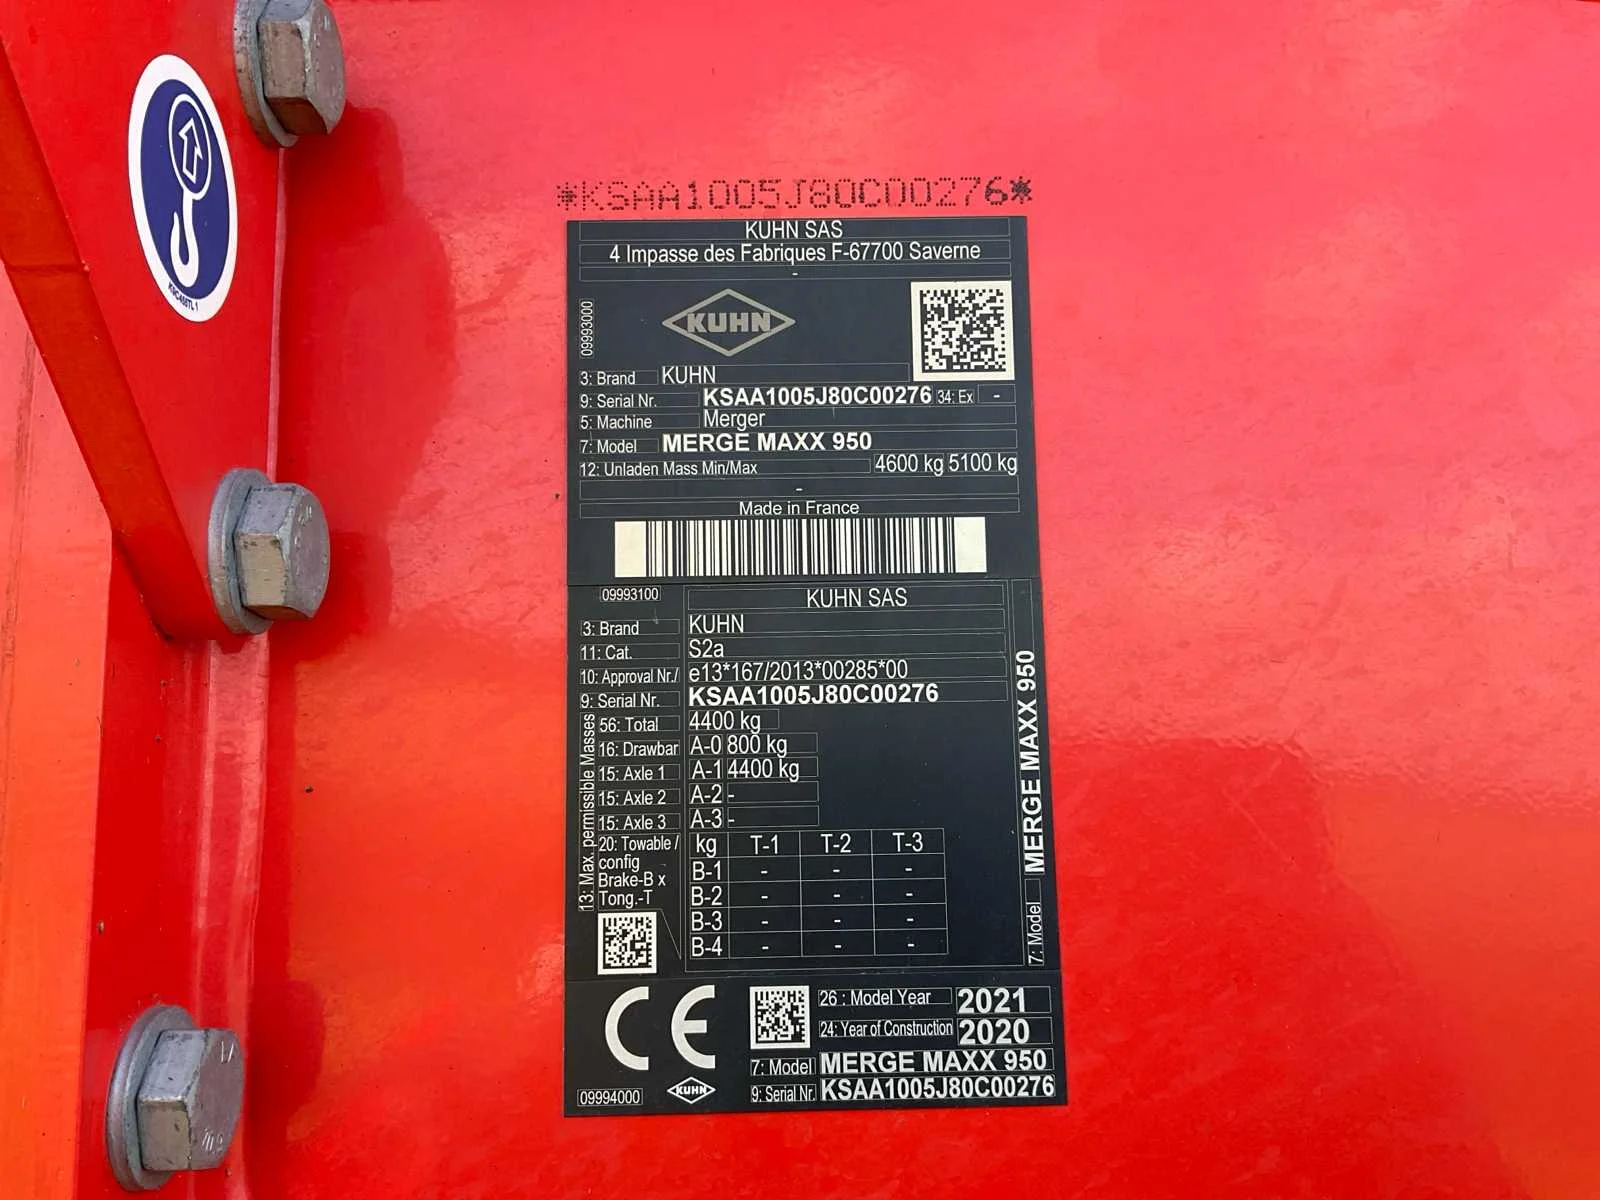 *KSAA1005J80C00276*
KUHN SAS
4 Impasse des Fabriques F-67700 Saverne
-
09993000
KUHN
3: Brand KUHN
9: Serial Nr. KSAA1005J80C00276 34: Ex -
5: Machine Merger
7: Model MERGE MAXX 950
12: Unladen Mass Min/Max 4600 kg 5100 kg
-
Made in France
09993100 KUHN SAS
3: Brand KUHN
11: Cat. S2a
10: Approval Nr./ e13*167/2013*00285*00
9: Serial Nr. KSAA1005J80C00276
13: Max. permissible Masses
56: Total 4400 kg
16: Drawbar A-0 800 kg
15: Axle 1 A-1 4400 kg
15: Axle 2 A-2 -
15: Axle 3 A-3 -
20: Towable / config Brake-B x Tong.-T
kg T-1 T-2 T-3
B-1 - - -
B-2 - - -
B-3 - - -
B-4 - - -
7: Model MERGE MAXX 950
CE
26 : Model Year 2021
24: Year of Construction 2020
7: Model MERGE MAXX 950
9: Serial Nr. KSAA1005J80C00276
09994000 KUHN